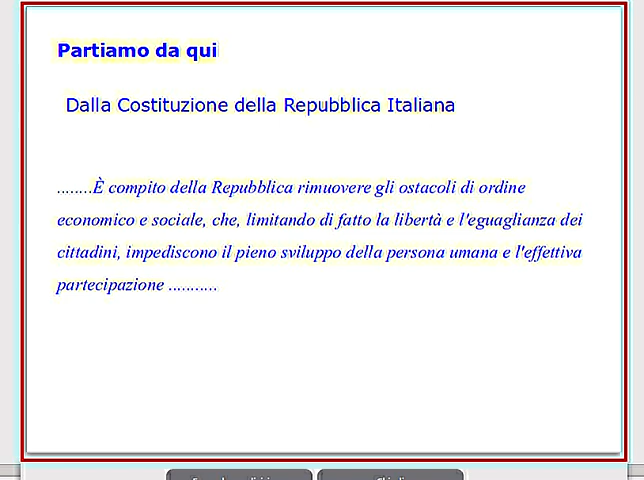 Partiamo da qui
Dalla Costituzione della Repubblica Italiana
........È compito della Repubblica rimuovere gli ostacoli di ordine
economico e sociale, che, limitando di fatto la libertà e l'eguaglianza dei
cittadini, impediscono il pieno sviluppo della persona umana e l'effettiva
partecipazione ...........